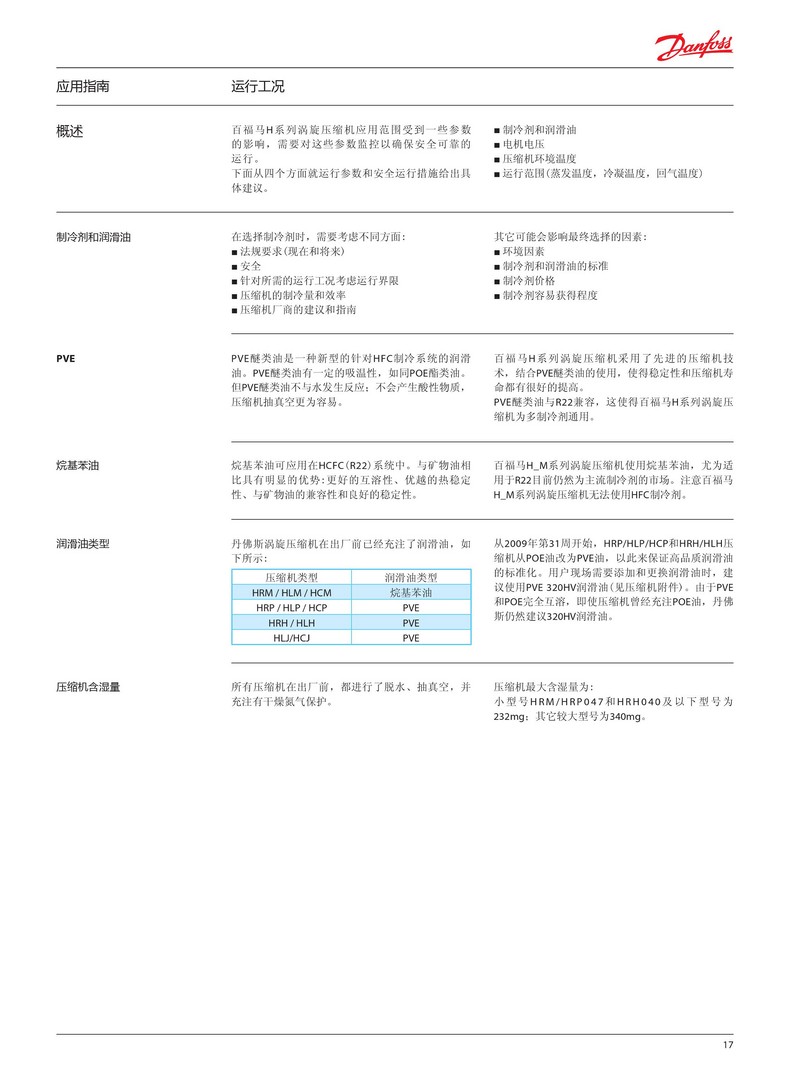 Danfoss
应用指南
运行工况
概述
百福马H系列涡旋压缩机应用范围受到一些参数
的影响，需要对这些参数监控以确保安全可靠的
运行。
下面从四个方面就运行参数和安全运行措施给出具
体建议。
■ 制冷剂和润滑油
■ 电机电压
■ 压缩机环境温度
■ 运行范围(蒸发温度，冷凝温度，回气温度)
制冷剂和润滑油
在选择制冷剂时，需要考虑不同方面:
■ 法规要求(现在和将来)
■ 安全
■ 针对所需的运行工况考虑运行界限
■ 压缩机的制冷量和效率
■ 压缩机厂商的建议和指南
其它可能会影响最终选择的因素:
■ 环境因素
■ 制冷剂和润滑油的标准
■ 制冷剂价格
■ 制冷剂容易获得程度
PVE
PVE醚类油是一种新型的针对HFC制冷系统的润滑
油。PVE醚类油有一定的吸温性，如同POE酯类油。
但PVE醚类油不与水发生反应；不会产生酸性物质，
压缩机抽真空更为容易。
百福马H系列涡旋压缩机采用了先进的压缩机技
术，结合PVE醚类油的使用，使得稳定性和压缩机寿
命都有很好的提高。
PVE醚类油与R22兼容，这使得百福马H系列涡旋压
缩机为多制冷剂通用。
烷基苯油
烷基苯油可应用在HCFC(R22)系统中。与矿物油相
比具有明显的优势:更好的互溶性、优越的热稳定
性、与矿物油的兼容性和良好的稳定性。
百福马H_M系列涡旋压缩机使用烷基苯油，尤为适
用于R22目前仍然为主流制冷剂的市场。注意百福马
H_M系列涡旋压缩机无法使用HFC制冷剂。
润滑油类型
丹佛斯涡旋压缩机在出厂前已经充注了润滑油，如
下所示:
压缩机类型 润滑油类型
HRM / HLM / HCM 烷基苯油
HRP / HLP / HCP PVE
HRH / HLH PVE
HLJ/HCJ PVE
从2009年第31周开始，HRP/HLP/HCP和HRH/HLH压
缩机从POE油改为PVE油，以此来保证高品质润滑油
的标准化。用户现场需要添加和更换润滑油时，建
议使用PVE 320HV润滑油(见压缩机附件)。由于PVE
和POE完全互溶，即使压缩机曾经充注POE油，丹佛
斯仍然建议320HV润滑油。
压缩机含湿量
所有压缩机在出厂前，都进行了脱水、抽真空，并
充注有干燥氮气保护。
压缩机最大含湿量为:
小型号HRM/HRP047和HRH040及以下型号为
232mg；其它较大型号为340mg。
17